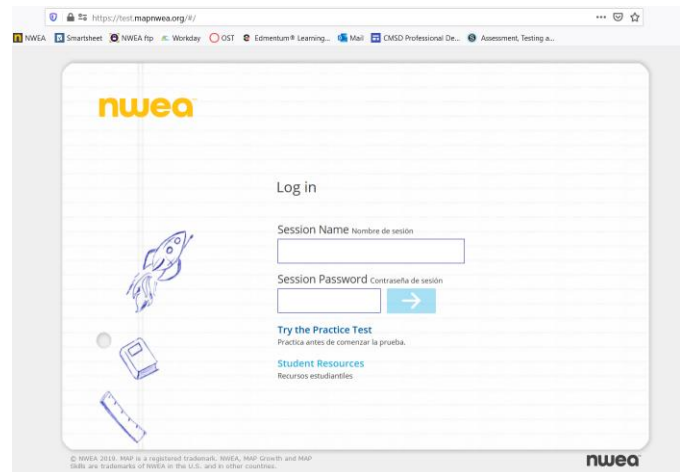 https://test.mapnwea.org/#/
NWEA Smartsheet NWEA ftp Workday OST Edmentum® Learning... Mail CMSD Professional De... Assessment, Testing a...
nwea
Log in
Session Name Nombre de sesión
Session Password Contraseña de sesión
Try the Practice Test
Practica antes de comenzar la prueba.
Student Resources
Recursos estudiantiles
© NWEA 2019. MAP is a registered trademark. NWEA, MAP Growth and MAP
Skills are trademarks of NWEA in the U.S. and in other countries.
nwea